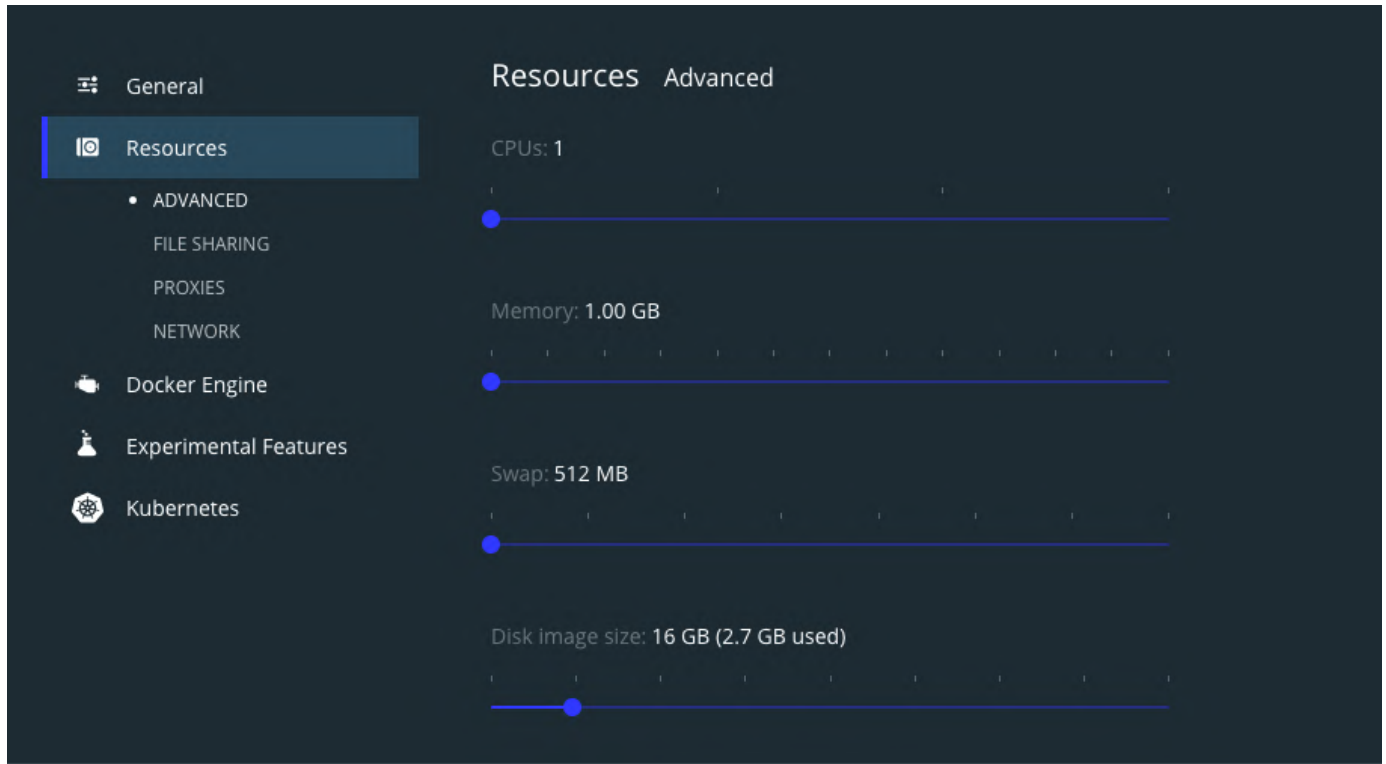 General
Resources
ADVANCED
FILE SHARING
PROXIES
NETWORK
Docker Engine
Experimental Features
Kubernetes
Resources Advanced
CPUs: 1
Memory: 1.00 GB
Swap: 512 MB
Disk image size: 16 GB (2.7 GB used)